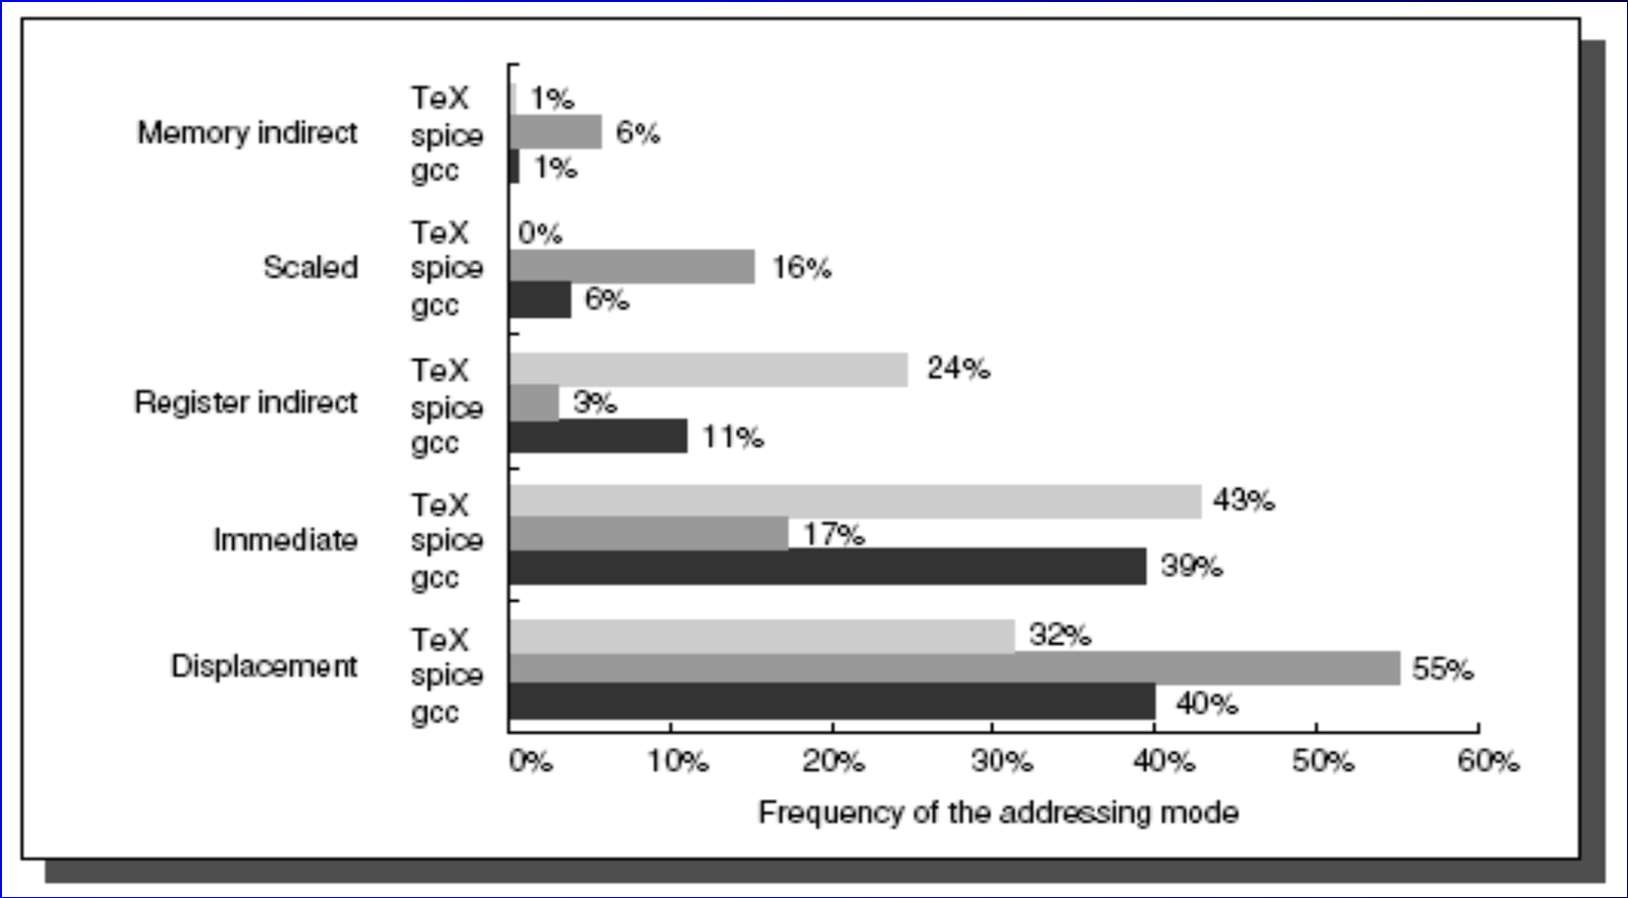 TeX 1%
Memory indirect spice 6%
gcc 1%
TeX 0%
Scaled spice 16%
gcc 6%
TeX 24%
Register indirect spice 3%
gcc 11%
TeX 43%
Immediate spice 17%
gcc 39%
TeX 32%
Displacement spice 55%
gcc 40%
0% 10% 20% 30% 40% 50% 60%
Frequency of the addressing mode